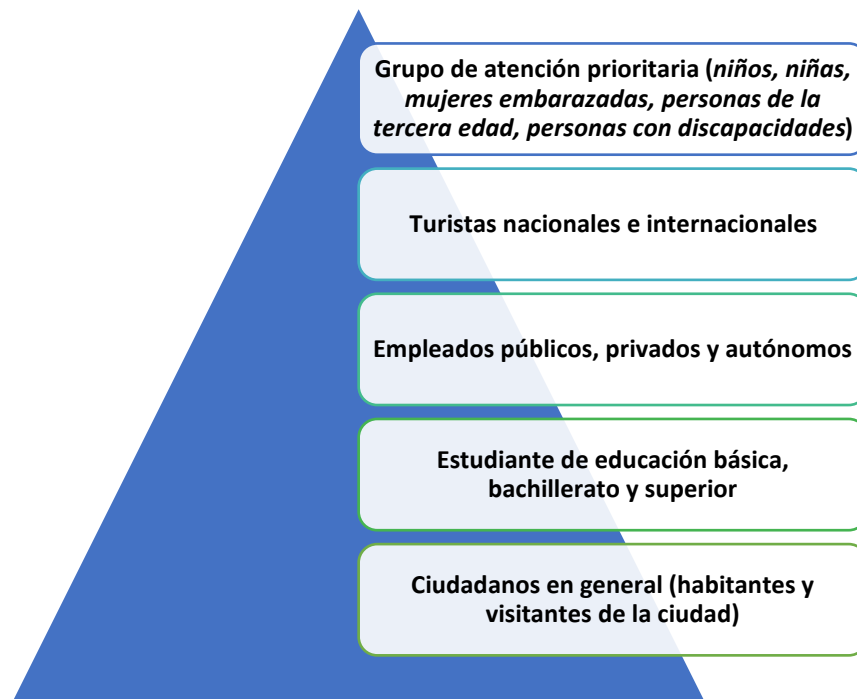 Grupo de atención prioritaria (niños, niñas,
mujeres embarazadas, personas de la
tercera edad, personas con discapacidades)
Turistas nacionales e internacionales
Empleados públicos, privados y autónomos
Estudiante de educación básica,
bachillerato y superior
Ciudadanos en general (habitantes y
visitantes de la ciudad)